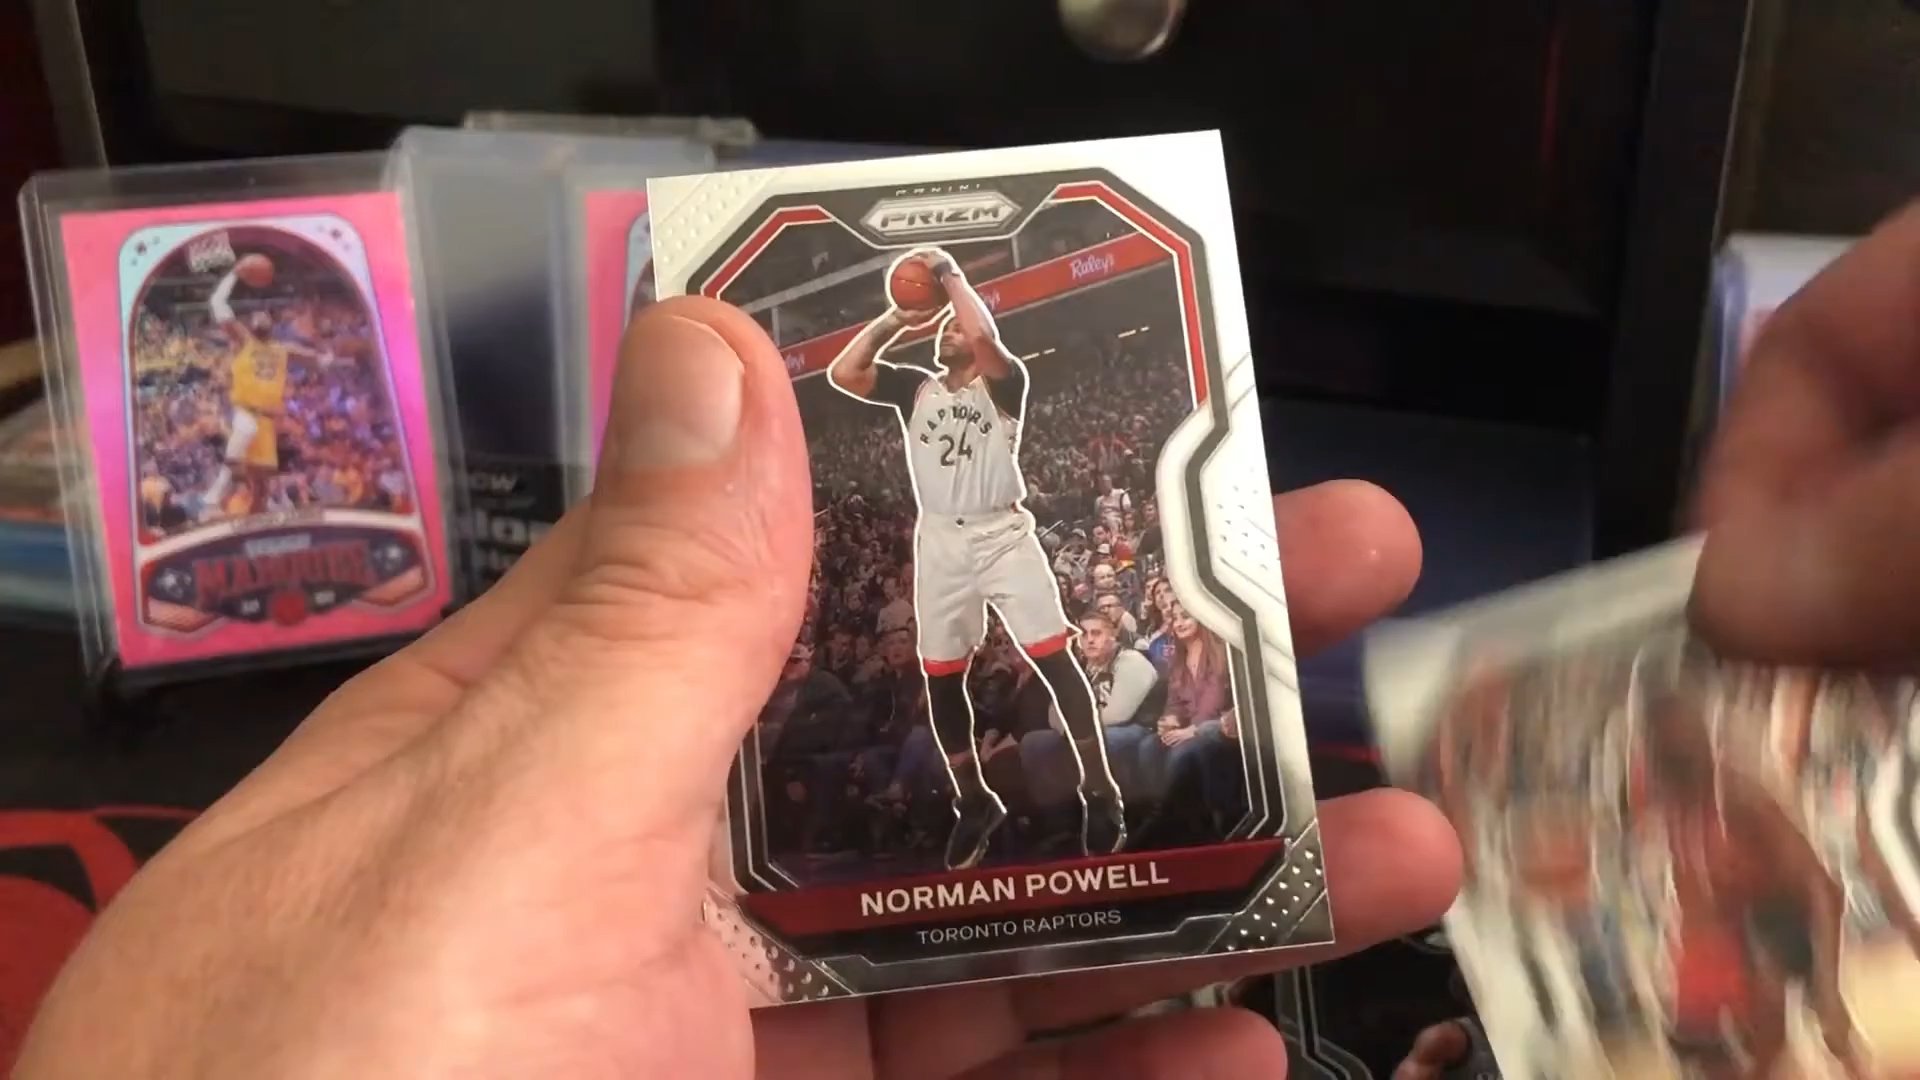 PANINI
PRIZM
Raley's
RAPTORS
24
NORMAN POWELL
TORONTO RAPTORS
MARQUEE